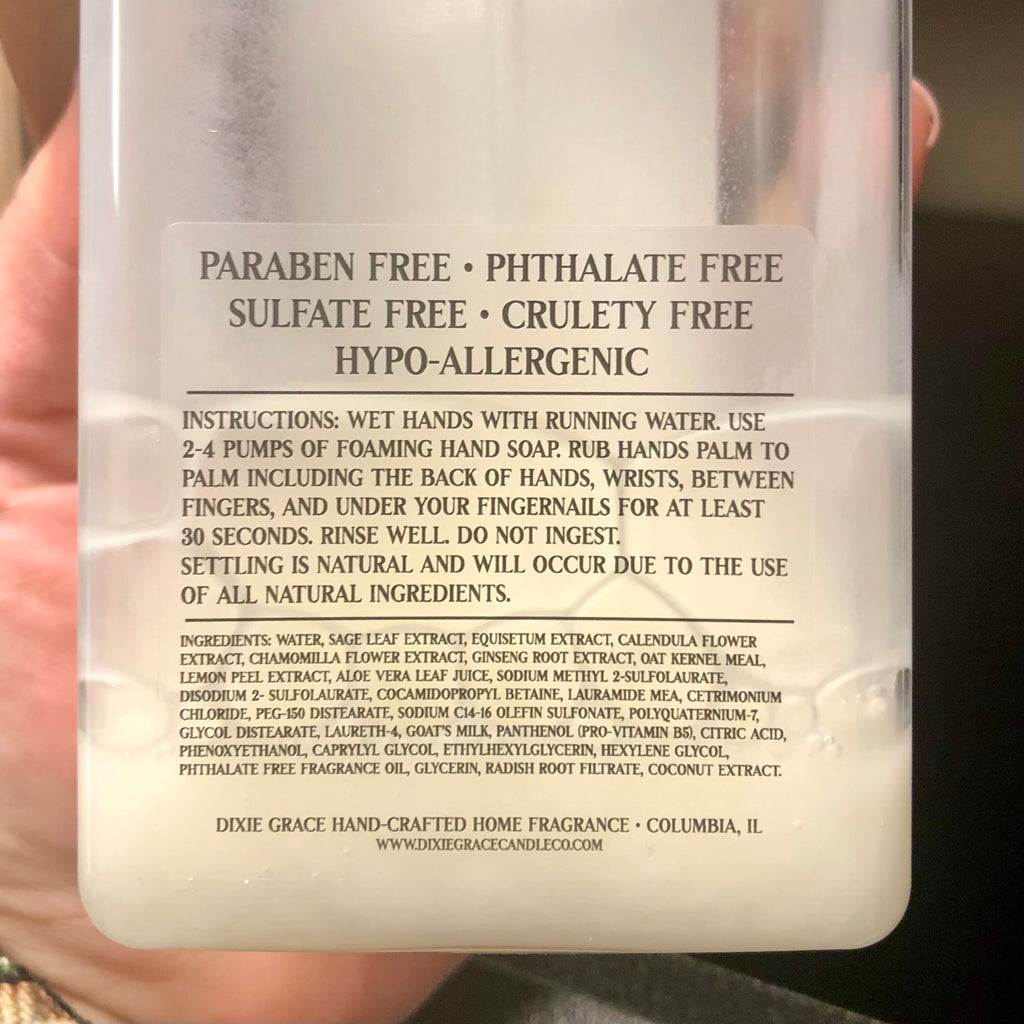 PARABEN FREE • PHTHALATE FREE
SULFATE FREE • CRULETY FREE
HYPO-ALLERGENIC
INSTRUCTIONS: WET HANDS WITH RUNNING WATER. USE
2-4 PUMPS OF FOAMING HAND SOAP. RUB HANDS PALM TO
PALM INCLUDING THE BACK OF HANDS, WRISTS, BETWEEN
FINGERS, AND UNDER YOUR FINGERNAILS FOR AT LEAST
30 SECONDS. RINSE WELL. DO NOT INGEST.
SETTLING IS NATURAL AND WILL OCCUR DUE TO THE USE
OF ALL NATURAL INGREDIENTS.
INGREDIENTS: WATER, SAGE LEAF EXTRACT, EQUISETUM EXTRACT, CALENDULA FLOWER
EXTRACT, CHAMOMILLA FLOWER EXTRACT, GINSENG ROOT EXTRACT, OAT KERNEL MEAL,
LEMON PEEL EXTRACT, ALOE VERA LEAF JUICE, SODIUM METHYL 2-SULFOLAURATE,
DISODIUM 2- SULFOLAURATE, COCAMIDOPROPYL BETAINE, LAURAMIDE MEA, CETRIMONIUM
CHLORIDE, PEG-150 DISTEARATE, SODIUM C14-16 OLEFIN SULFONATE, POLYQUATERNIUM-7,
GLYCOL DISTEARATE, LAURETH-4, GOAT'S MILK, PANTHENOL (PRO-VITAMIN B5), CITRIC ACID,
PHENOXYETHANOL, CAPRYLYL GLYCOL, ETHYLHEXYLGLYCERIN, HEXYLENE GLYCOL,
PHTHALATE FREE FRAGRANCE OIL, GLYCERIN, RADISH ROOT FILTRATE, COCONUT EXTRACT.
DIXIE GRACE HAND-CRAFTED HOME FRAGRANCE • COLUMBIA, IL
WWW.DIXIEGRACECANDLECO.COM